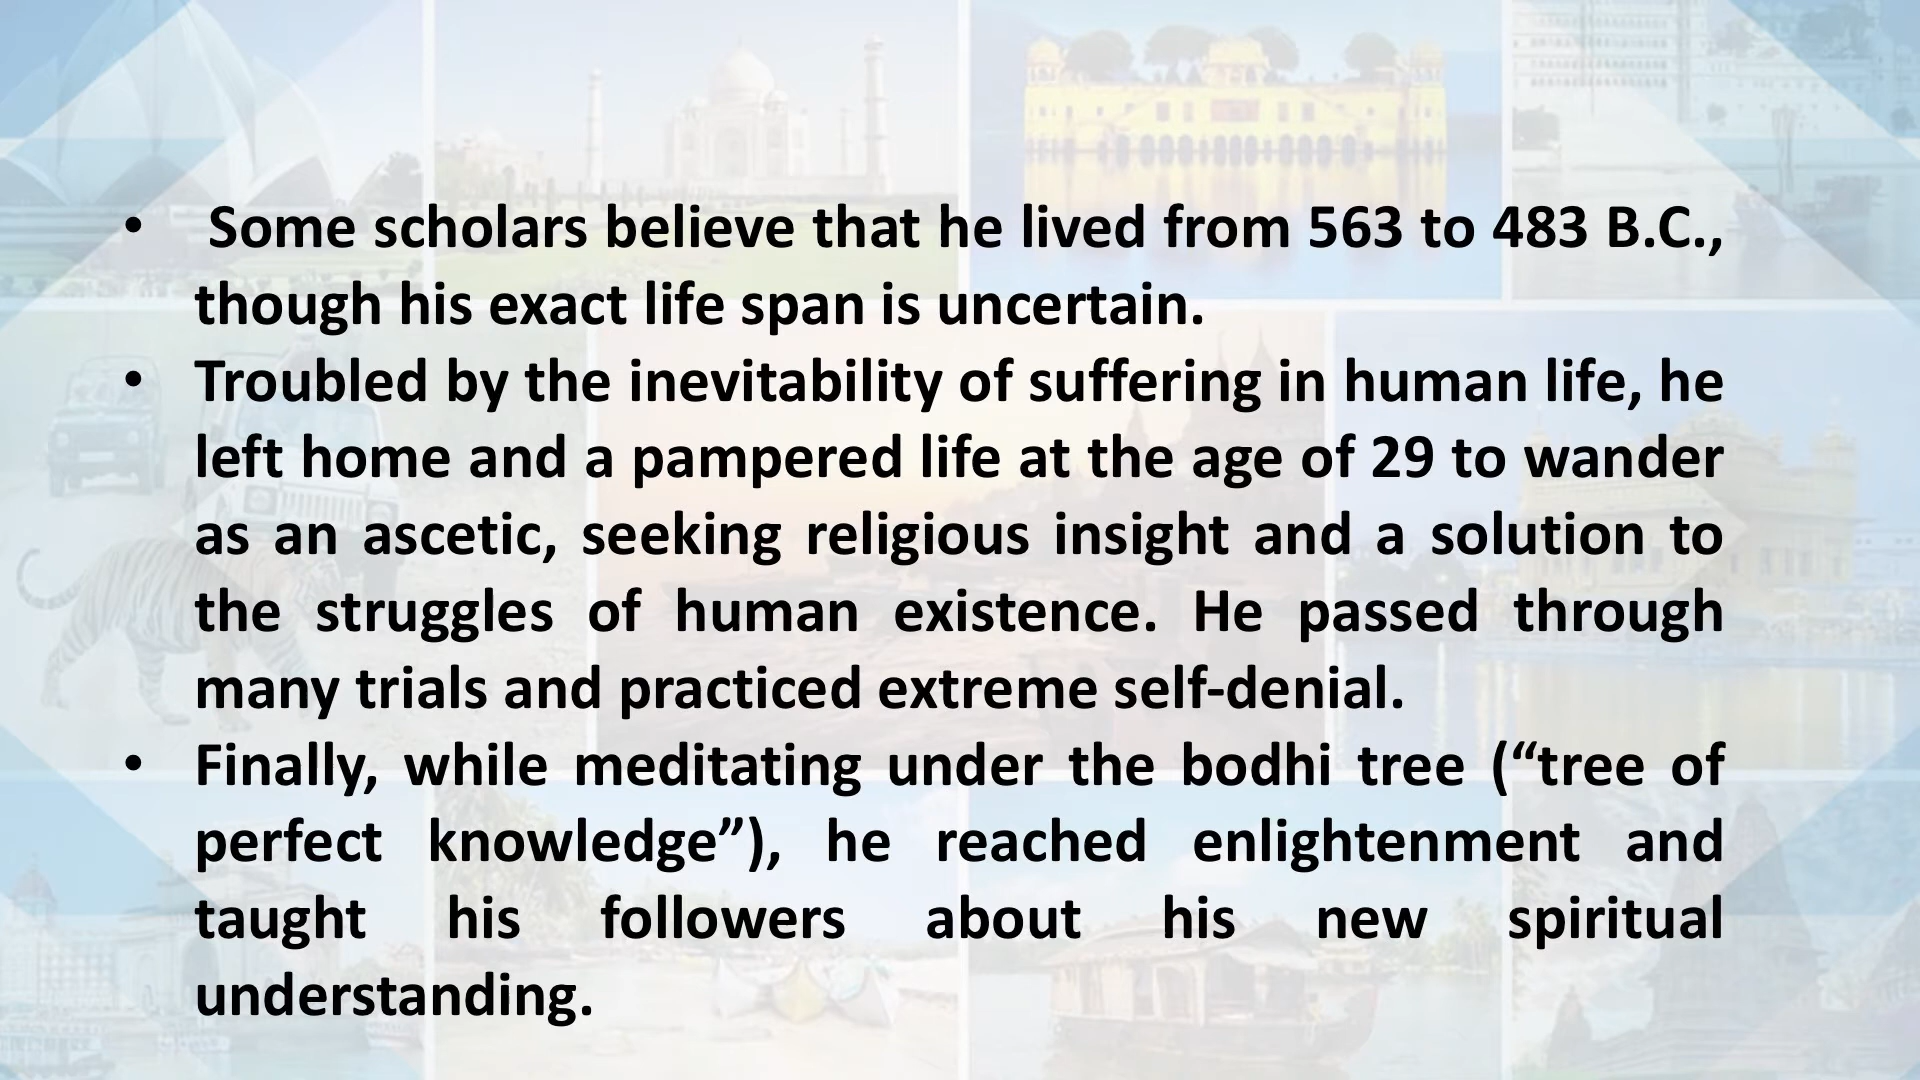 • Some scholars believe that he lived from 563 to 483 B.C.,
though his exact life span is uncertain.
• Troubled by the inevitability of suffering in human life, he
left home and a pampered life at the age of 29 to wander
as an ascetic, seeking religious insight and a solution to
the struggles of human existence. He passed through
many trials and practiced extreme self-denial.
• Finally, while meditating under the bodhi tree (“tree of
perfect knowledge”), he reached enlightenment and
taught his followers about his new spiritual
understanding.